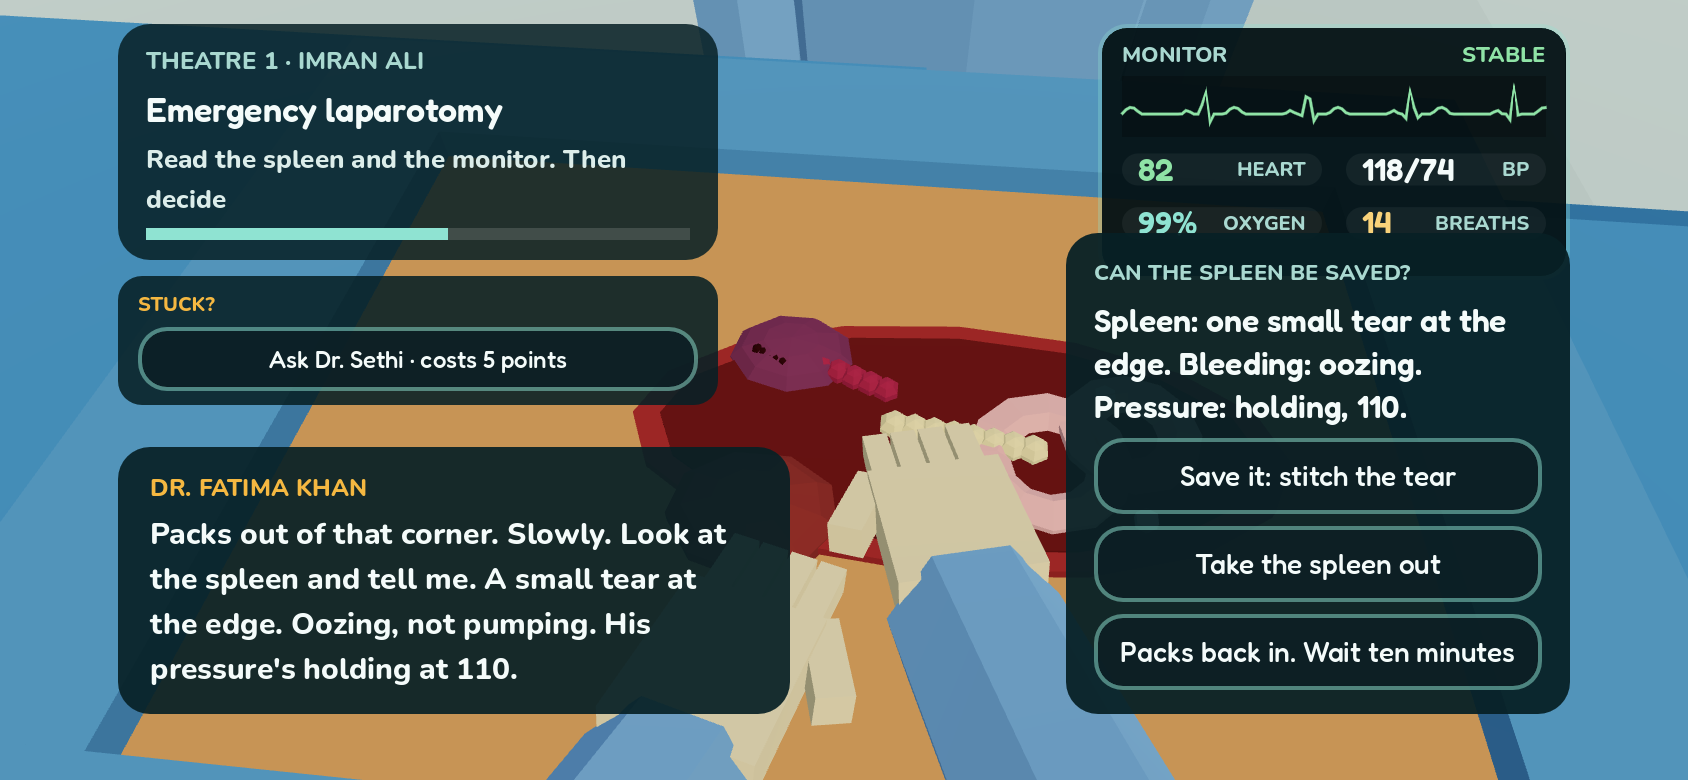 THEATRE 1 · IMRAN ALI
Emergency laparotomy
Read the spleen and the monitor. Then
decide
STUCK?
Ask Dr. Sethi · costs 5 points
DR. FATIMA KHAN
Packs out of that corner. Slowly. Look at
the spleen and tell me. A small tear at
the edge. Oozing, not pumping. His
pressure's holding at 110.
MONITOR STABLE
82 HEART 118/74 BP
99% OXYGEN 14 BREATHS
CAN THE SPLEEN BE SAVED?
Spleen: one small tear at the
edge. Bleeding: oozing.
Pressure: holding, 110.
Save it: stitch the tear
Take the spleen out
Packs back in. Wait ten minutes